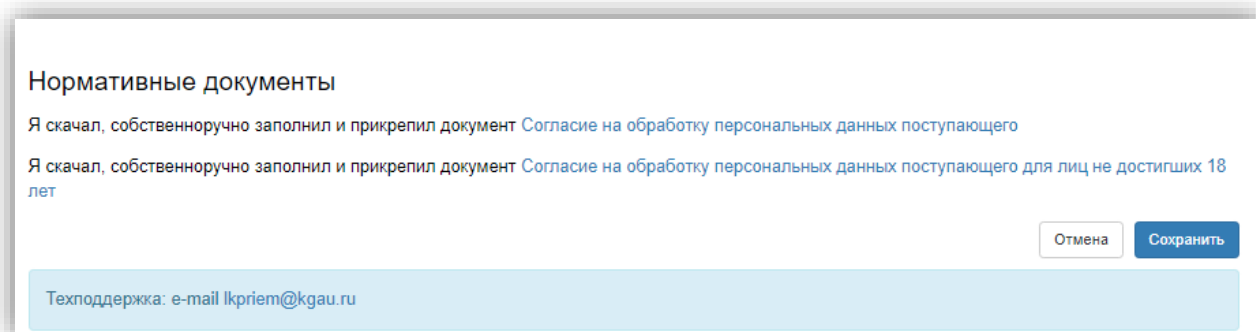 Нормативные документы
Я скачал, собственноручно заполнил и прикрепил документ Согласие на обработку персональных данных поступающего
Я скачал, собственноручно заполнил и прикрепил документ Согласие на обработку персональных данных поступающего для лиц не достигших 18
лет
Отмена Сохранить
Техподдержка: e-mail lkpriem@kgau.ru